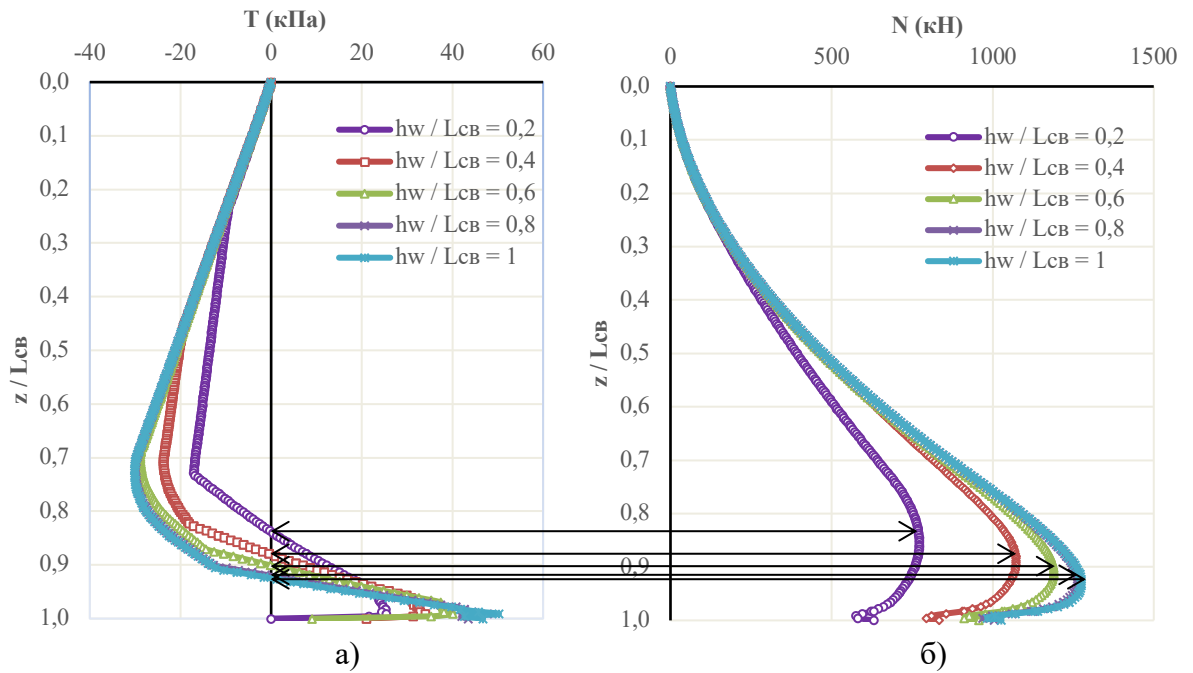 T (кПа)
-40 -20 0 20 40 60
0,0
0,1
0,2
0,3
0,4
0,5
0,6
0,7
0,8
0,9
1,0
z / Lсв
hw / Lсв = 0,2
hw / Lсв = 0,4
hw / Lсв = 0,6
hw / Lсв = 0,8
hw / Lсв = 1
а)
N (кН)
0 500 1000 1500
0,0
0,1
0,2
0,3
0,4
0,5
0,6
0,7
0,8
0,9
1,0
z / Lсв
hw / Lсв = 0,2
hw / Lсв = 0,4
hw / Lсв = 0,6
hw / Lсв = 0,8
hw / Lсв = 1
б)